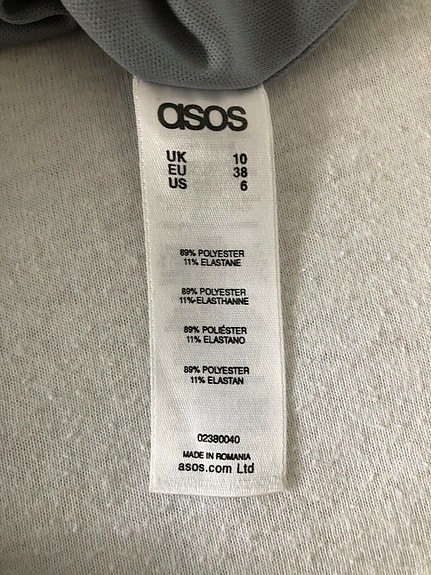 asos
UK 10
EU 38
US 6
89% POLYESTER
11% ELASTANE
89% POLYESTER
11% ELASTHANNE
89% POLIÉSTER
11% ELASTANO
89% POLYESTER
11% ELASTAN
02380040
MADE IN ROMANIA
asos.com Ltd